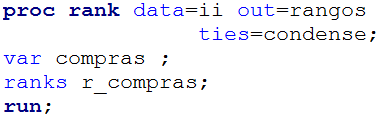 proc rank data=ii out=rangos
ties=condense;
var compras ;
ranks r_compras;
run;